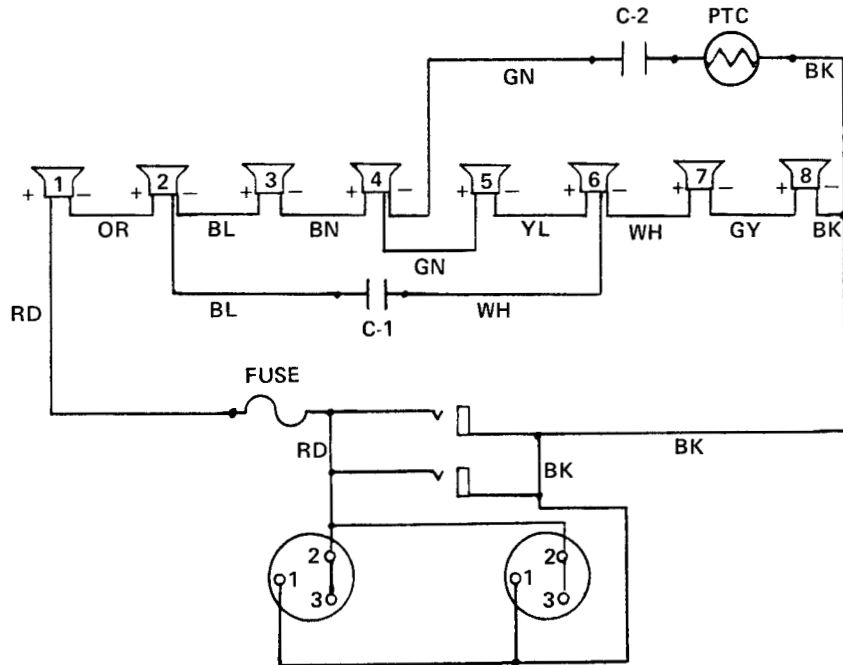 C-2 PTC
GN BK
1 2 3 4 5 6 7 8
+ − + − + − + − + − + − + − + −
OR BL BN YL WH GY BK
GN
BL C-1 WH
RD
FUSE
RD BK BK
2 2
1 1
3 3